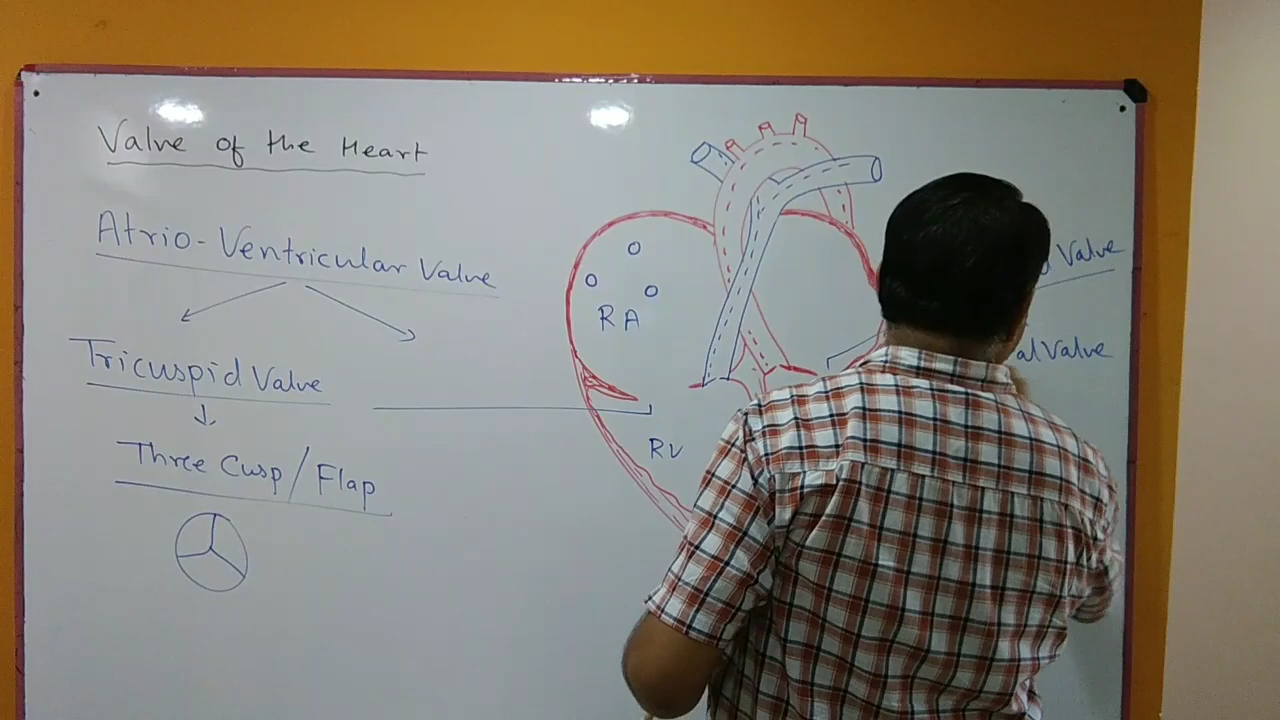 Valve of the Heart
Atrio-Ventricular Valve
Tricuspid Valve
Three Cusp/Flap
RA
RV
Valve
al Valve